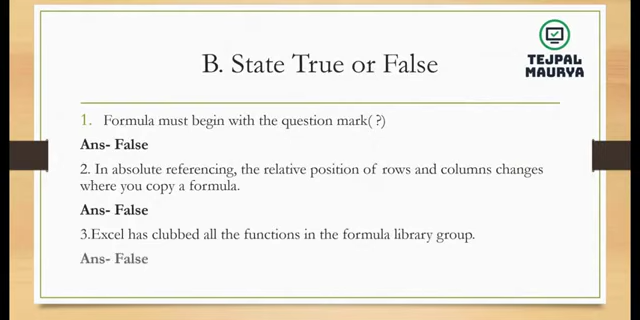 B. State True or False
TEJPAL
MAURYA
1. Formula must begin with the question mark( ?)
Ans- False
2. In absolute referencing, the relative position of rows and columns changes
where you copy a formula.
Ans- False
3.Excel has clubbed all the functions in the formula library group.
Ans- False